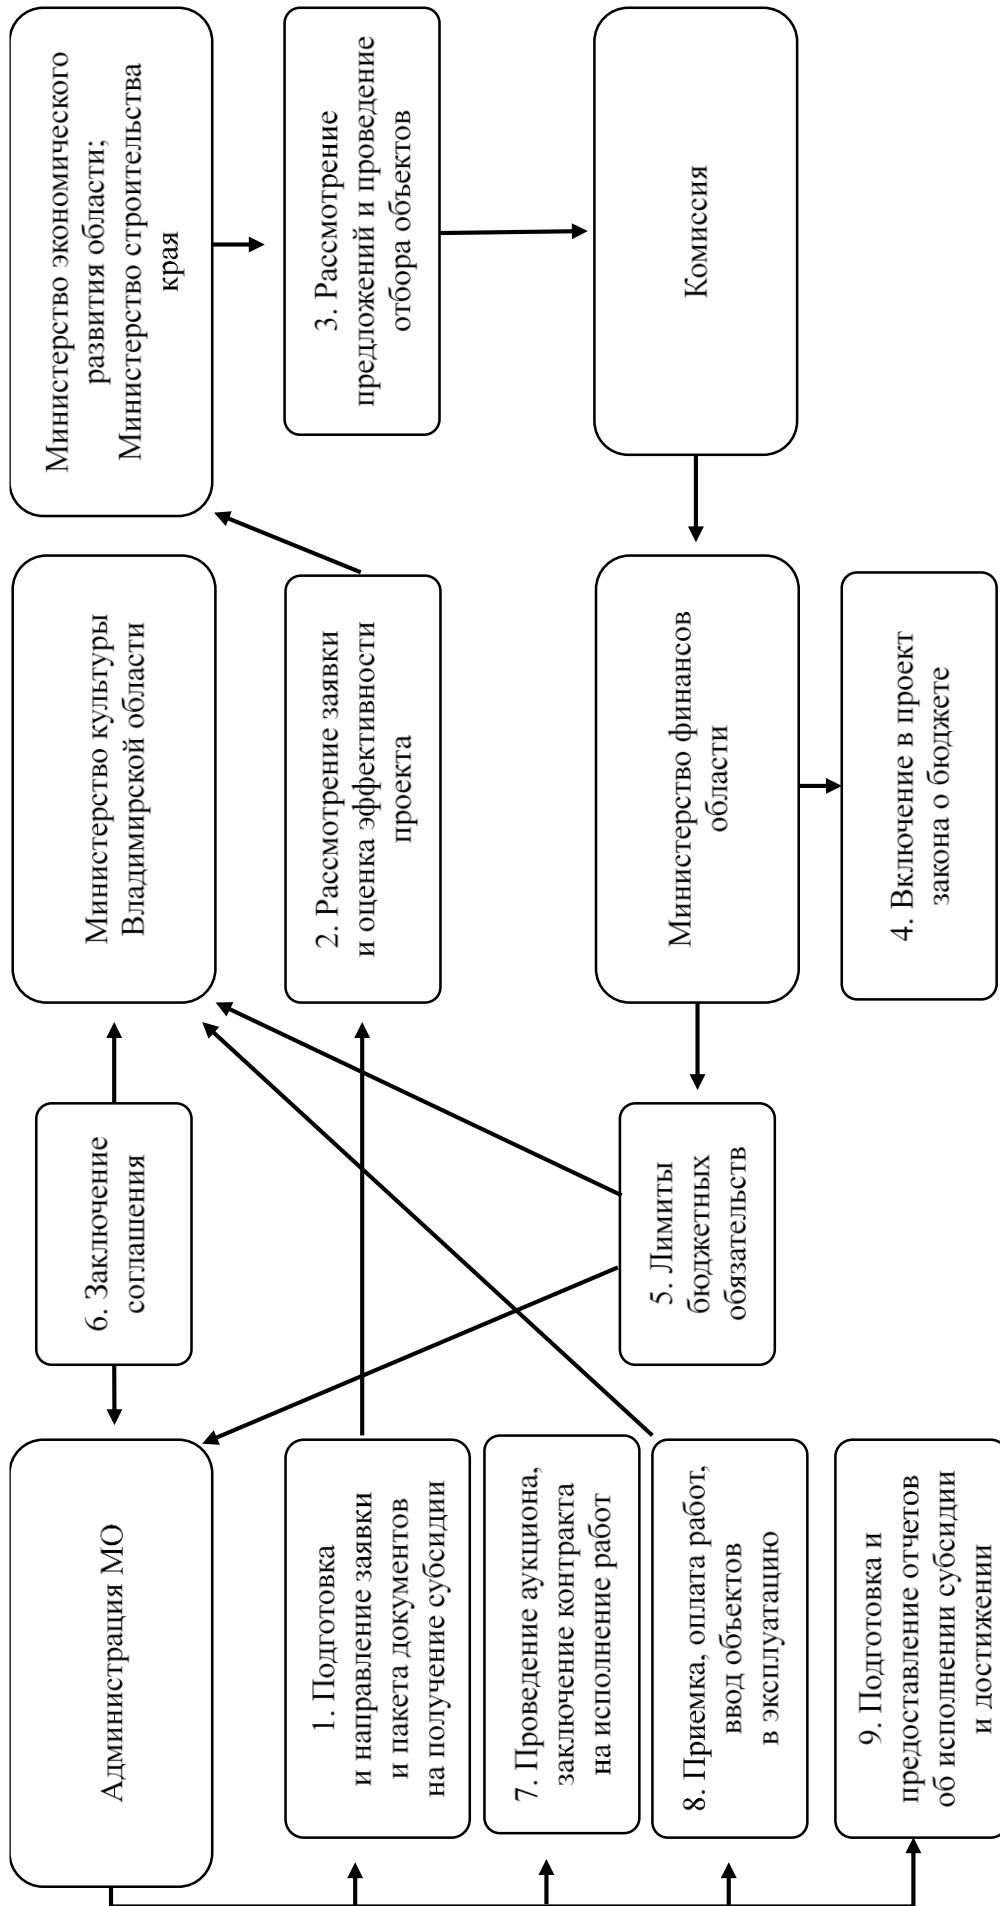 Администрация МО
6. Заключение
соглашения
Министерство культуры
Владимирской области
Министерство экономического
развития области;
Министерство строительства
края
1. Подготовка
и направление заявки
и пакета документов
на получение субсидии
2. Рассмотрение заявки
и оценка эффективности
проекта
3. Рассмотрение
предложений и проведение
отбора объектов
7. Проведение аукциона,
заключение контракта
на исполнение работ
8. Приемка, оплата работ,
ввод объектов
в эксплуатацию
5. Лимиты
бюджетных
обязательств
Министерство финансов
области
Комиссия
9. Подготовка и
предоставление отчетов
об исполнении субсидии
и достижении
4. Включение в проект
закона о бюджете